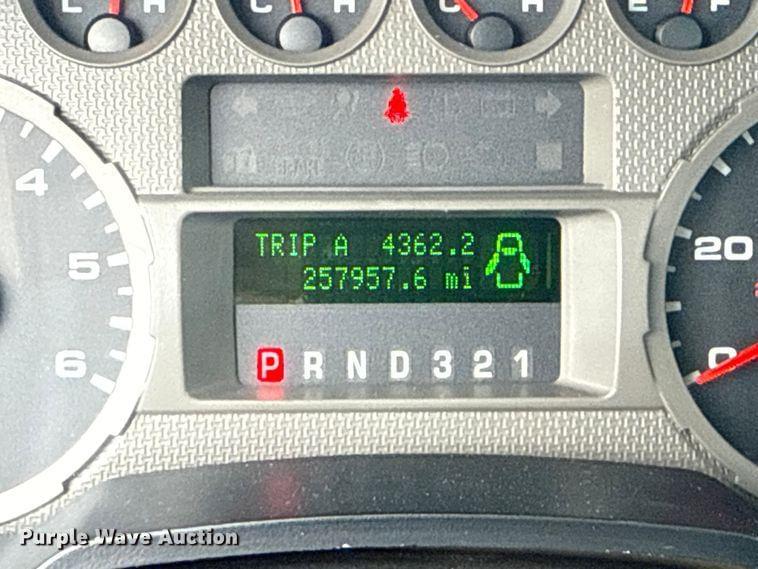 L H C H C H E F
4
5
6
TRIP A 4362.2
257957.6 mi
P R N D 3 2 1
20
0
Purple Wave Auction